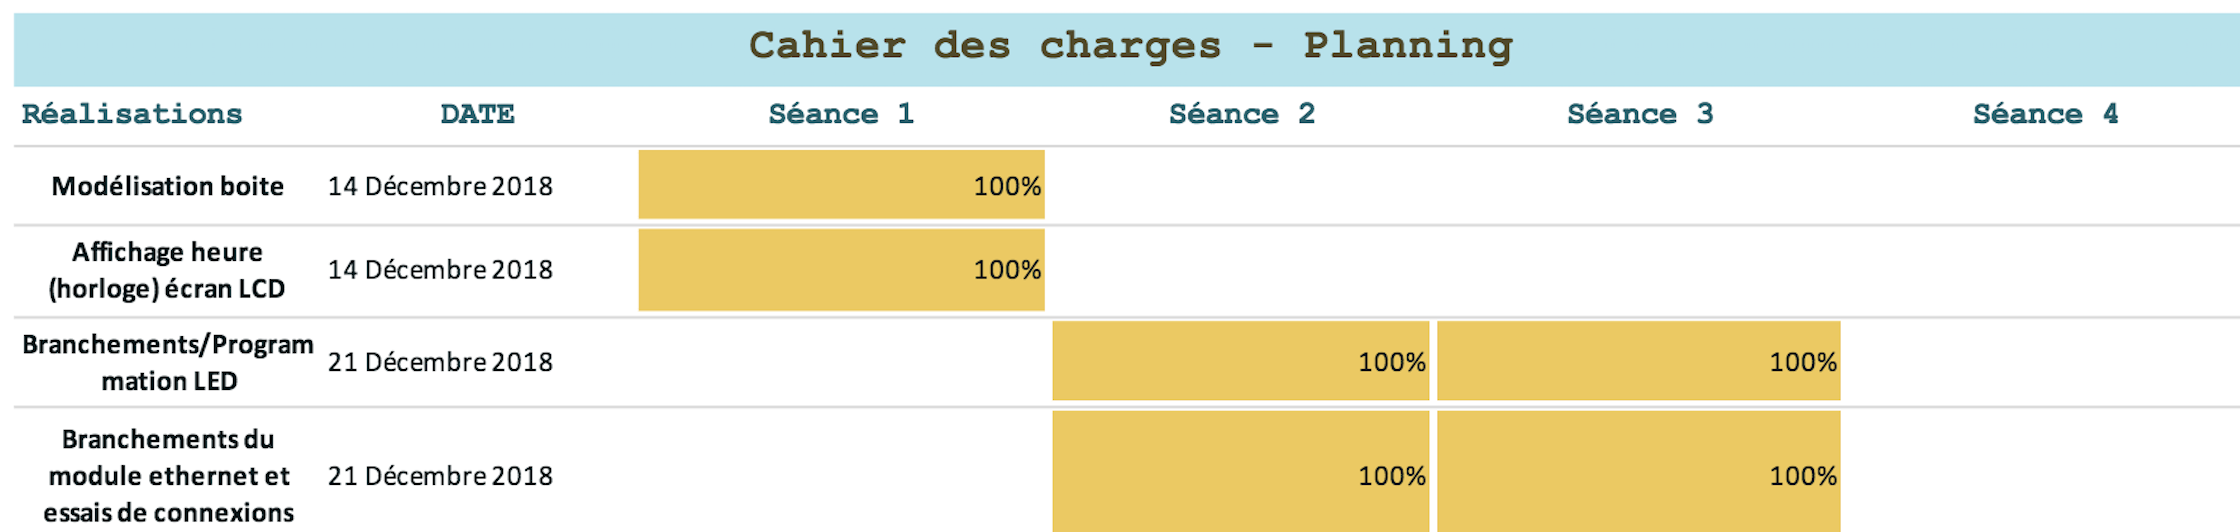 Cahier des charges - Planning
Réalisations DATE Séance 1 Séance 2 Séance 3 Séance 4
Modélisation boite 14 Décembre 2018 100%
Affichage heure
(horloge) écran LCD 14 Décembre 2018 100%
Branchements/Program
mation LED 21 Décembre 2018 100% 100%
Branchements du
module ethernet et 21 Décembre 2018 100% 100%
essais de connexions